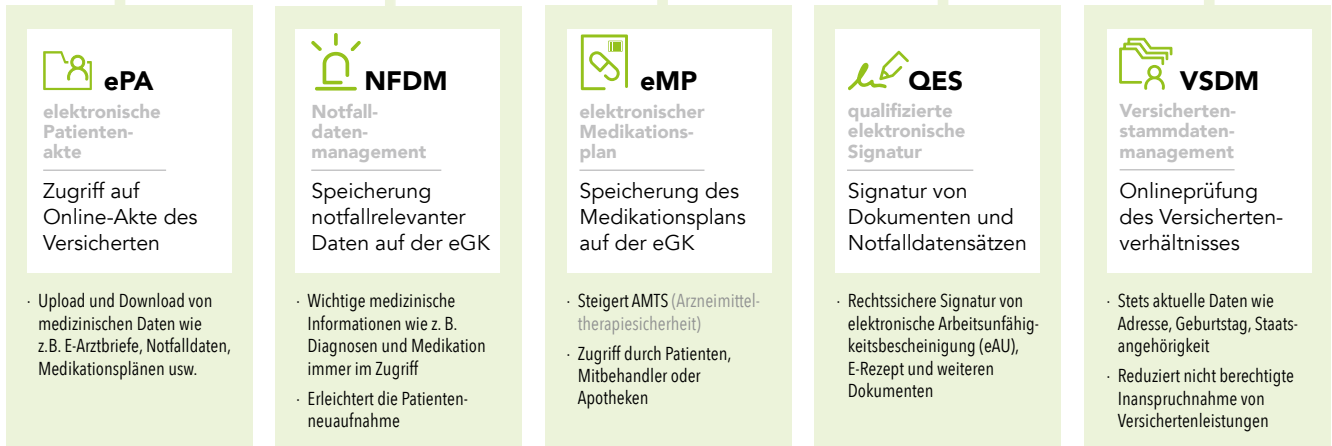 ePA
elektronische
Patienten-
akte
Zugriff auf
Online-Akte des
Versicherten
· Upload und Download von
medizinischen Daten wie
z.B. E-Arztbriefe, Notfalldaten,
Medikationsplänen usw.
NFDM
Notfall-
daten-
management
Speicherung
notfallrelevanter
Daten auf der eGK
· Wichtige medizinische
Informationen wie z. B.
Diagnosen und Medikation
immer im Zugriff
· Erleichtert die Patienten-
neuaufnahme
eMP
elektronischer
Medikations-
plan
Speicherung des
Medikationsplans
auf der eGK
· Steigert AMTS (Arzneimittel-
therapiesicherheit)
· Zugriff durch Patienten,
Mitbehandler oder
Apotheken
QES
qualifizierte
elektronische
Signatur
Signatur von
Dokumenten und
Notfalldatensätzen
· Rechtssichere Signatur von
elektronische Arbeitsunfähig-
keitsbescheinigung (eAU),
E-Rezept und weiteren
Dokumenten
VSDM
Versicherten-
stammdaten-
management
Onlineprüfung
des Versicherten-
verhältnisses
· Stets aktuelle Daten wie
Adresse, Geburtstag, Staats-
angehörigkeit
· Reduziert nicht berechtigte
Inanspruchnahme von
Versichertenleistungen